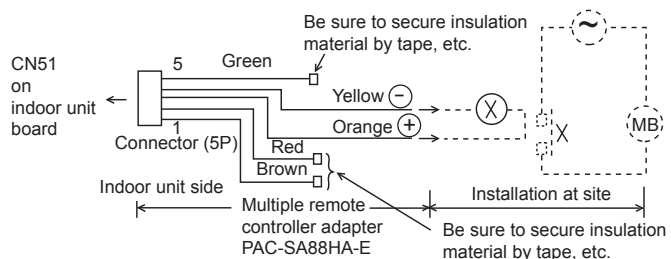 Be sure to secure insulation
material by tape, etc.
CN51
on
indoor unit
board
5
Green
Yellow −
Orange +
1
Connector (5P)
Red
Brown
X
X
~
MB
Indoor unit side
Installation at site
Multiple remote
controller adapter
PAC-SA88HA-E
Be sure to secure insulation
material by tape, etc.